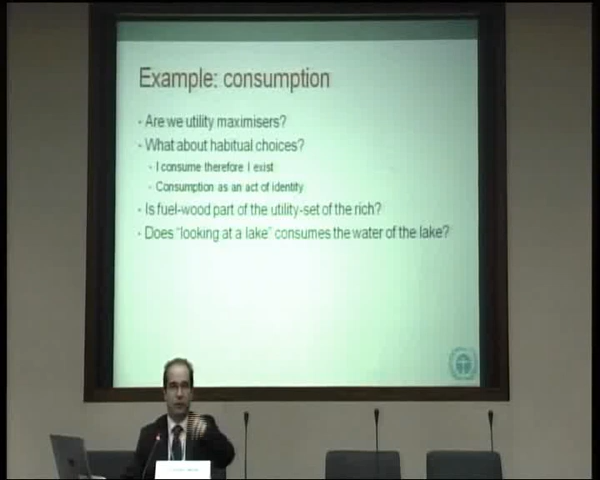 Example: consumption
- Are we utility maximisers?
- What about habitual choices?
- I consume therefore I exist
- Consumption as an act of identity
- Is fuel-wood part of the utility-set of the rich?
- Does "looking at a lake" consumes the water of the lake?